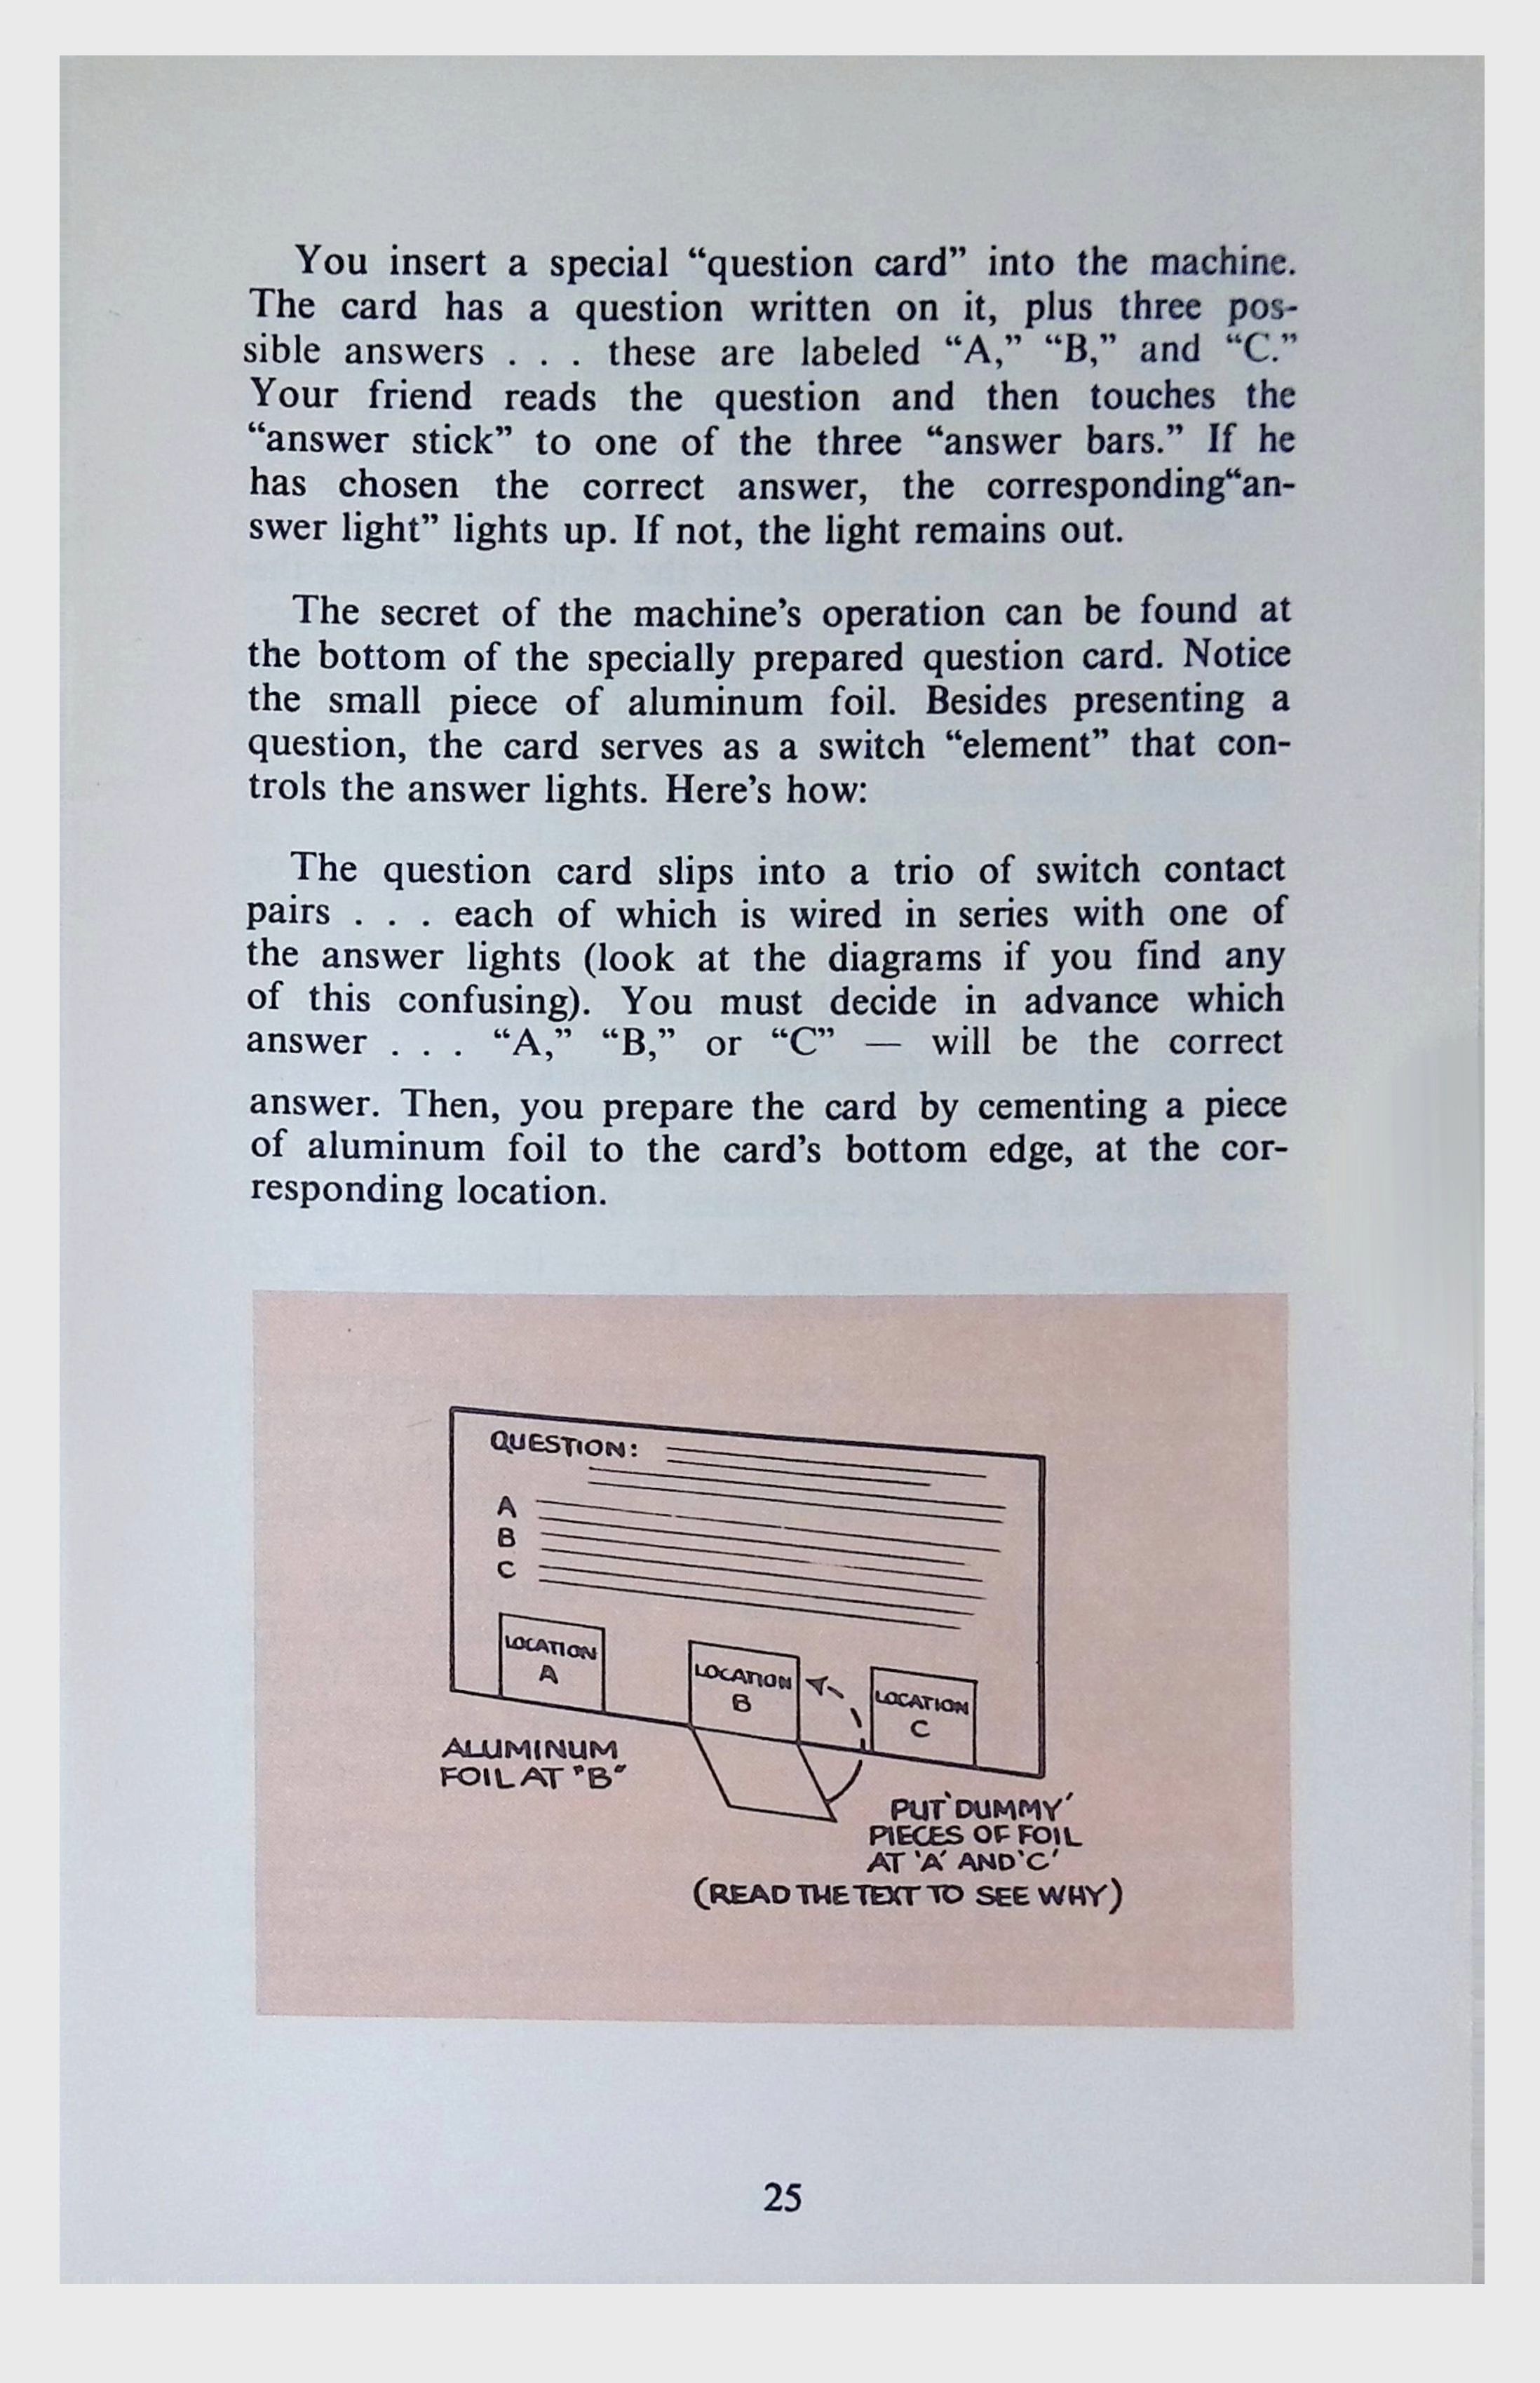 You insert a special “question card” into the machine.
The card has a question written on it, plus three pos-
sible answers . . . these are labeled “A,” “B,” and “C.”
Your friend reads the question and then touches the
“answer stick” to one of the three “answer bars.” If he
has chosen the correct answer, the corresponding“an-
swer light” lights up. If not, the light remains out.
The secret of the machine’s operation can be found at
the bottom of the specially prepared question card. Notice
the small piece of aluminum foil. Besides presenting a
question, the card serves as a switch “element” that con-
trols the answer lights. Here’s how:
The question card slips into a trio of switch contact
pairs . . . each of which is wired in series with one of
the answer lights (look at the diagrams if you find any
of this confusing). You must decide in advance which
answer . . . “A,” “B,” or “C” — will be the correct
answer. Then, you prepare the card by cementing a piece
of aluminum foil to the card’s bottom edge, at the cor-
responding location.
QUESTION:
A
B
C
LOCATION
A
LOCATION
B
LOCATION
C
ALUMINUM
FOIL AT "B"
PUT 'DUMMY'
PIECES OF FOIL
AT 'A' AND 'C'
(READ THE TEXT TO SEE WHY)
25